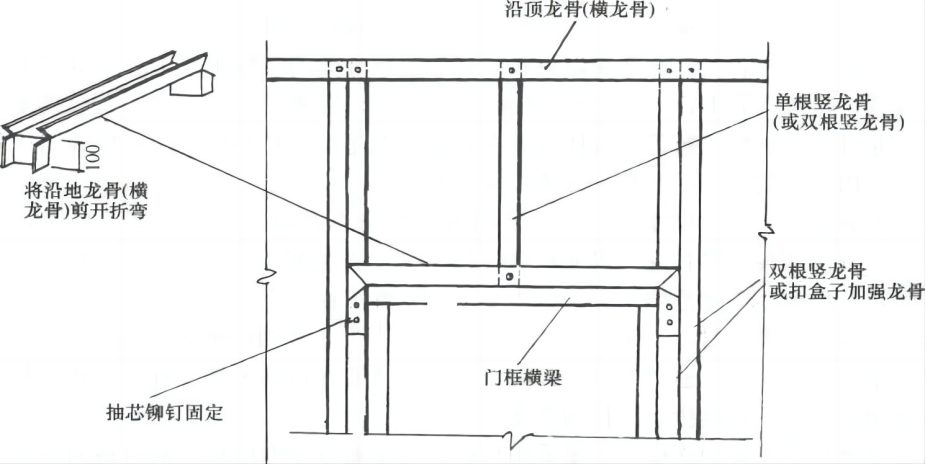 沿顶龙骨(横龙骨)
单根竖龙骨
(或双根竖龙骨)
100
将沿地龙骨(横
龙骨)剪开折弯
双根竖龙骨
或扣盒子加强龙骨
门框横梁
抽芯铆钉固定